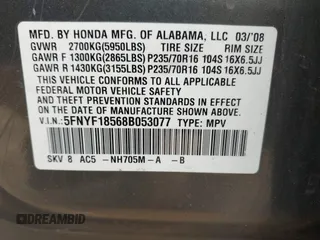 MFD. BY HONDA MFG. OF ALABAMA, LLC 03/'08
GVWR 2700KG(5950LBS) TIRE SIZE RIM SIZE
GAWR F 1300KG(2865LBS) P235/70R16 104S 16X6.5JJ
GAWR R 1430KG(3155LBS) P235/70R16 104S 16X6.5JJ
THIS VEHICLE CONFORMS TO ALL APPLICABLE
FEDERAL MOTOR VEHICLE SAFETY AND
THEFT PREVENTION STANDARDS IN EFFECT ON THE
DATE OF MANUFACTURE SHOWN ABOVE.
V.I.N.: 5FNYF18568B053077 TYPE: MPV
SKV 8 AC5 -NH705M-A -B
DREAMBID